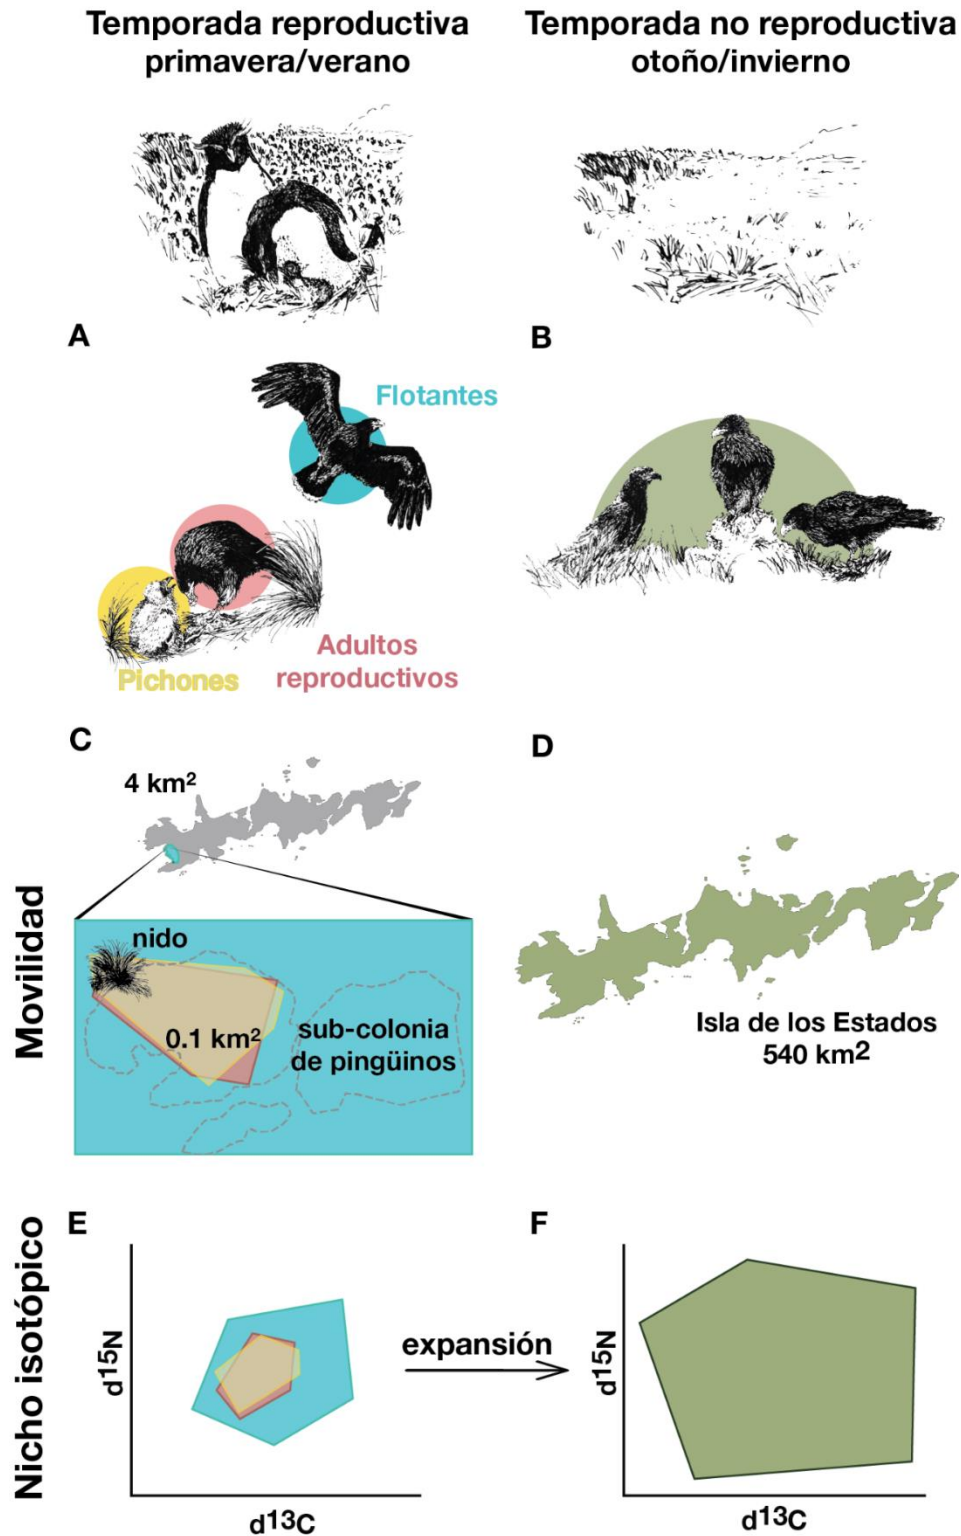 Temporada reproductiva
primavera/verano
Temporada no reproductiva
otoño/invierno
A
Flotantes
Adultos
reproductivos
Pichones
B
Movilidad
C
4 km²
nido
0.1 km²
sub-colonia
de pingüinos
D
Isla de los Estados
540 km²
Nicho isotópico
E
d15N
d13C
expansión
F
d15N
d13C